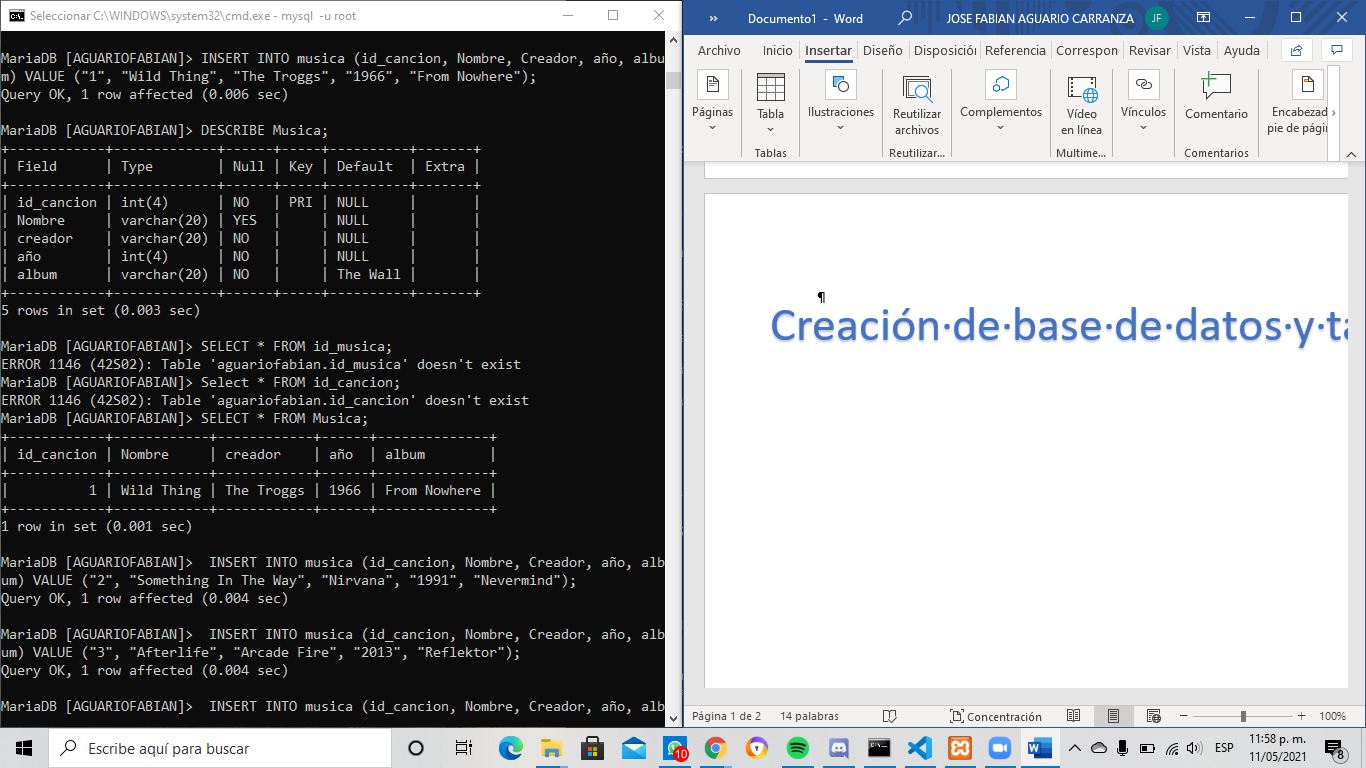 Seleccionar C:\WINDOWS\system32\cmd.exe - mysql -u root
MariaDB [AGUARIOFABIAN]> INSERT INTO musica (id_cancion, Nombre, Creador, año, albu
m) VALUE ("1", "Wild Thing", "The Troggs", "1966", "From Nowhere");
Query OK, 1 row affected (0.006 sec)
MariaDB [AGUARIOFABIAN]> DESCRIBE Musica;
+------------+-------------+------+-----+----------+-------+
| Field      | Type        | Null | Key | Default  | Extra |
+------------+-------------+------+-----+----------+-------+
| id_cancion | int(4)      | NO   | PRI | NULL     |       |
| Nombre     | varchar(20) | YES  |     | NULL     |       |
| creador    | varchar(20) | NO   |     | NULL     |       |
| año        | int(4)      | NO   |     | NULL     |       |
| album      | varchar(20) | NO   |     | The Wall |       |
+------------+-------------+------+-----+----------+-------+
5 rows in set (0.003 sec)
MariaDB [AGUARIOFABIAN]> SELECT * FROM id_musica;
ERROR 1146 (42S02): Table 'aguariofabian.id_musica' doesn't exist
MariaDB [AGUARIOFABIAN]> Select * FROM id_cancion;
ERROR 1146 (42S02): Table 'aguariofabian.id_cancion' doesn't exist
MariaDB [AGUARIOFABIAN]> SELECT * FROM Musica;
+------------+------------+------------+------+--------------+
| id_cancion | Nombre     | creador    | año  | album        |
+------------+------------+------------+------+--------------+
|          1 | Wild Thing | The Troggs | 1966 | From Nowhere |
+------------+------------+------------+------+--------------+
1 row in set (0.001 sec)
MariaDB [AGUARIOFABIAN]>  INSERT INTO musica (id_cancion, Nombre, Creador, año, alb
um) VALUE ("2", "Something In The Way", "Nirvana", "1991", "Nevermind");
Query OK, 1 row affected (0.004 sec)
MariaDB [AGUARIOFABIAN]>  INSERT INTO musica (id_cancion, Nombre, Creador, año, alb
um) VALUE ("3", "Afterlife", "Arcade Fire", "2013", "Reflektor");
Query OK, 1 row affected (0.004 sec)
MariaDB [AGUARIOFABIAN]>  INSERT INTO musica (id_cancion, Nombre, Creador, año, alb
» Documento1 - Word JOSE FABIAN AGUARIO CARRANZA JF
Archivo Inicio Insertar Diseño Disposició Referencia Correspon Revisar Vista Ayuda
Páginas Tabla Ilustraciones Reutilizar archivos Complementos Vídeo en línea Vínculos Comentario Encabezad pie de págin
Tablas Reutilizar... Multime... Comentarios
¶
Creación·de·base·de·datos·y·ta
Página 1 de 2 14 palabras Concentración 100%
Escribe aquí para buscar 10 ESP 11:58 p. m.
11/05/2021 8